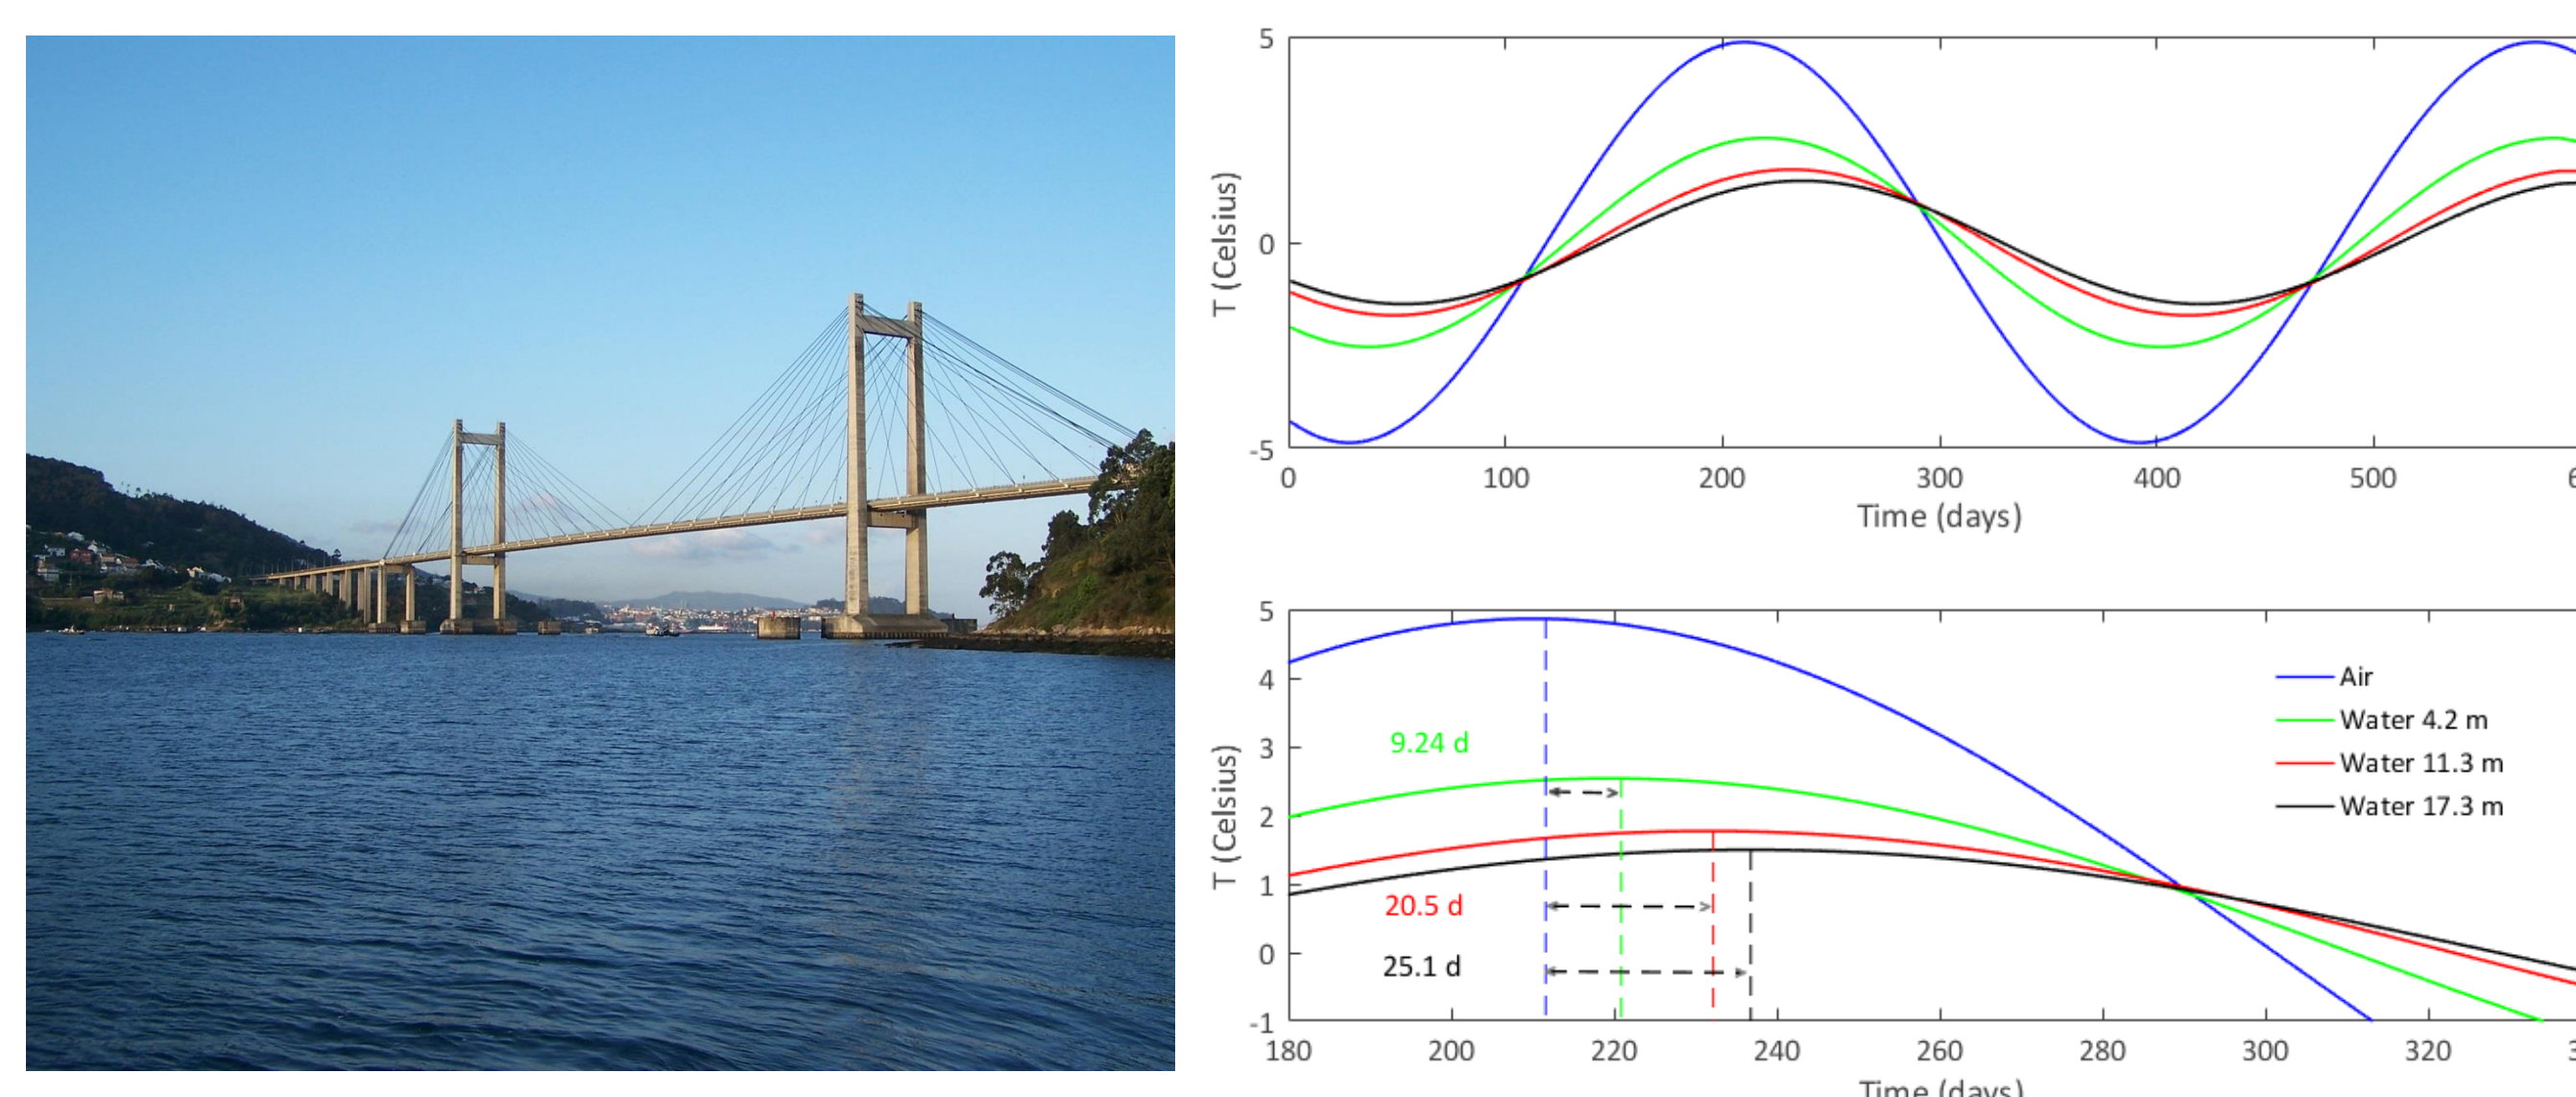 5
0
-5
T (Celsius)
0 100 200 300 400 500
Time (days)
5
4
3
2
1
0
-1
T (Celsius)
Air
Water 4.2 m
Water 11.3 m
Water 17.3 m
9.24 d
20.5 d
25.1 d
180 200 220 240 260 280 300 320
Time (days)